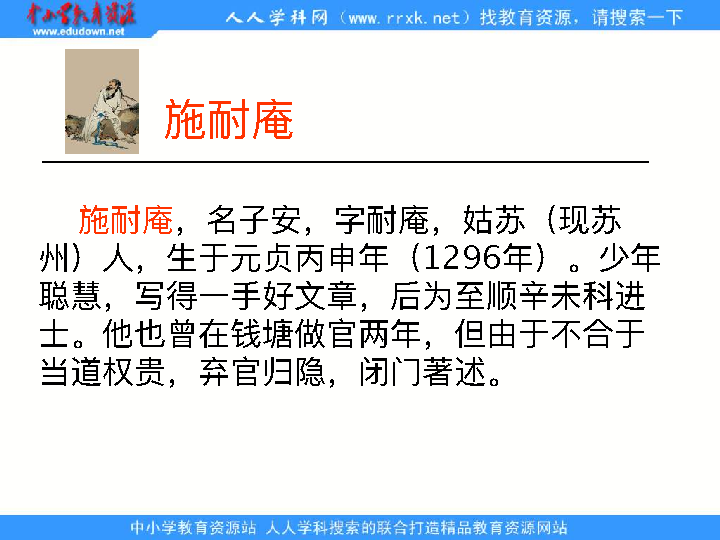 中小学教育资源
www.edudown.net
人人学科网（www.rrxk.net）找教育资源，请搜索一下
施耐庵
施耐庵，名子安，字耐庵，姑苏（现苏
州）人，生于元贞丙申年（1296年）。少年
聪慧，写得一手好文章，后为至顺辛未科进
士。他也曾在钱塘做官两年，但由于不合于
当道权贵，弃官归隐，闭门著述。
中小学教育资源站 人人学科搜索的联合打造精品教育资源网站